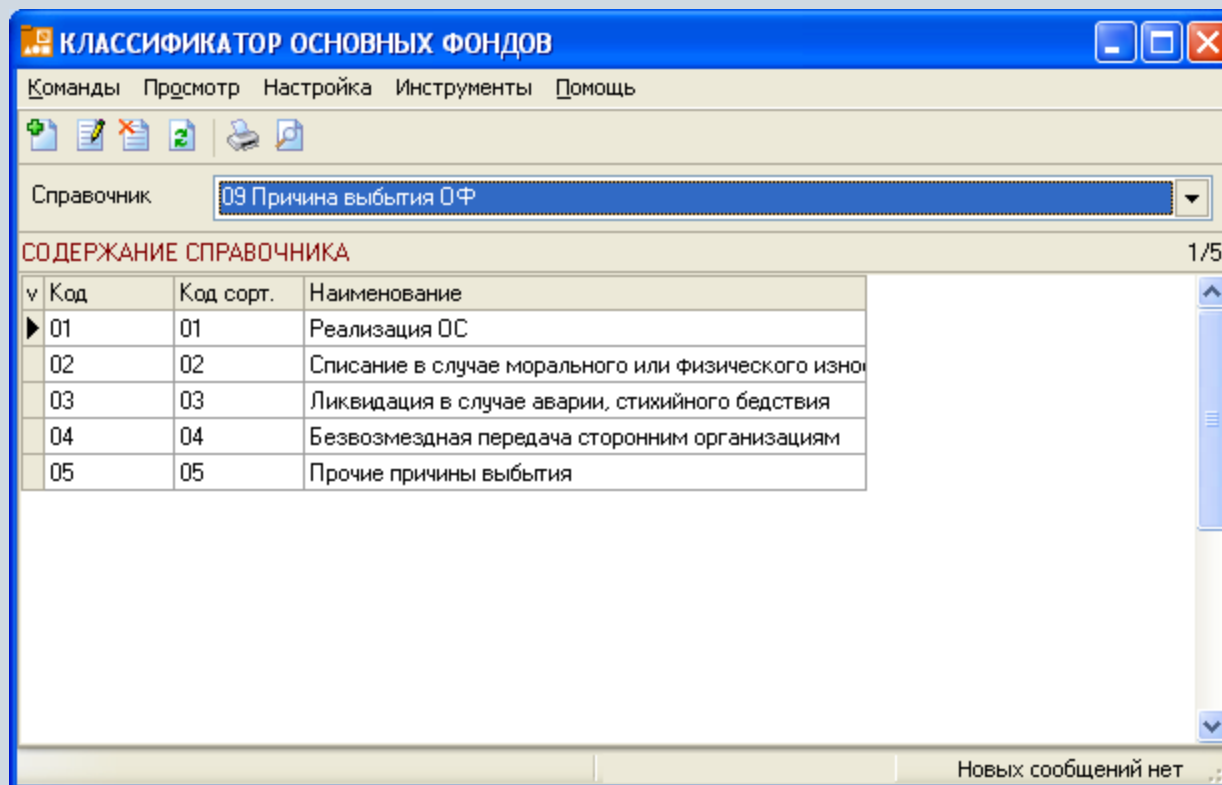 КЛАССИФИКАТОР ОСНОВНЫХ ФОНДОВ
Команды Просмотр Настройка Инструменты Помощь
Справочник 09 Причина выбытия ОФ
СОДЕРЖАНИЕ СПРАВОЧНИКА 1/5
v Код Код сорт. Наименование
01 01 Реализация ОС
02 02 Списание в случае морального или физического изно
03 03 Ликвидация в случае аварии, стихийного бедствия
04 04 Безвозмездная передача сторонним организациям
05 05 Прочие причины выбытия
Новых сообщений нет